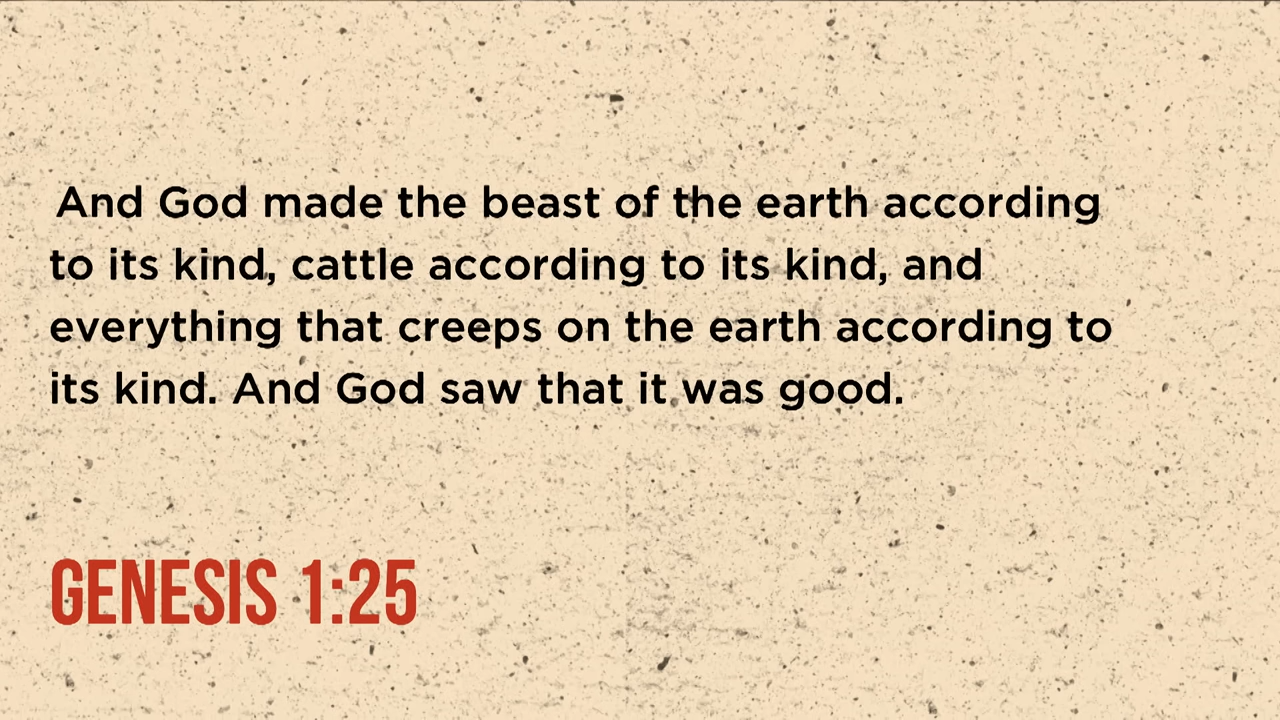 And God made the beast of the earth according
to its kind, cattle according to its kind, and
everything that creeps on the earth according to
its kind. And God saw that it was good.
GENESIS 1:25